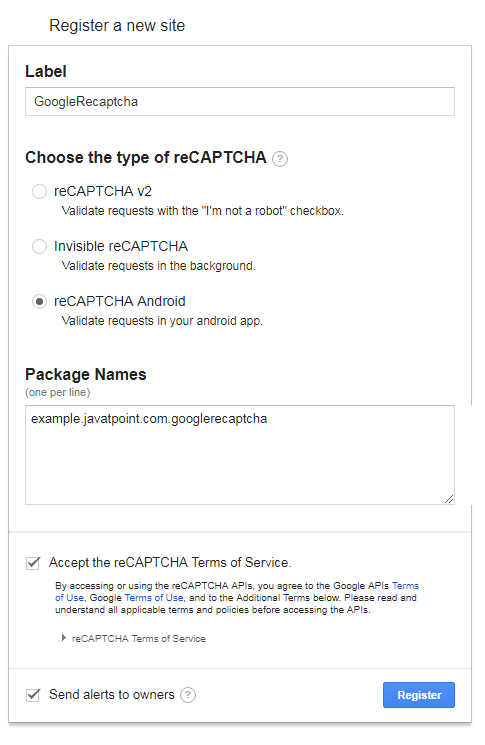 Register a new site
Label
GoogleRecaptcha
Choose the type of reCAPTCHA ?
reCAPTCHA v2
Validate requests with the "I'm not a robot" checkbox.
Invisible reCAPTCHA
Validate requests in the background.
reCAPTCHA Android
Validate requests in your android app.
Package Names
(one per line)
example.javatpoint.com.googlerecaptcha
Accept the reCAPTCHA Terms of Service.
By accessing or using the reCAPTCHA APIs, you agree to the Google APIs Terms
of Use, Google Terms of Use, and to the Additional Terms below. Please read and
understand all applicable terms and policies before accessing the APIs.
reCAPTCHA Terms of Service
Send alerts to owners ?
Register